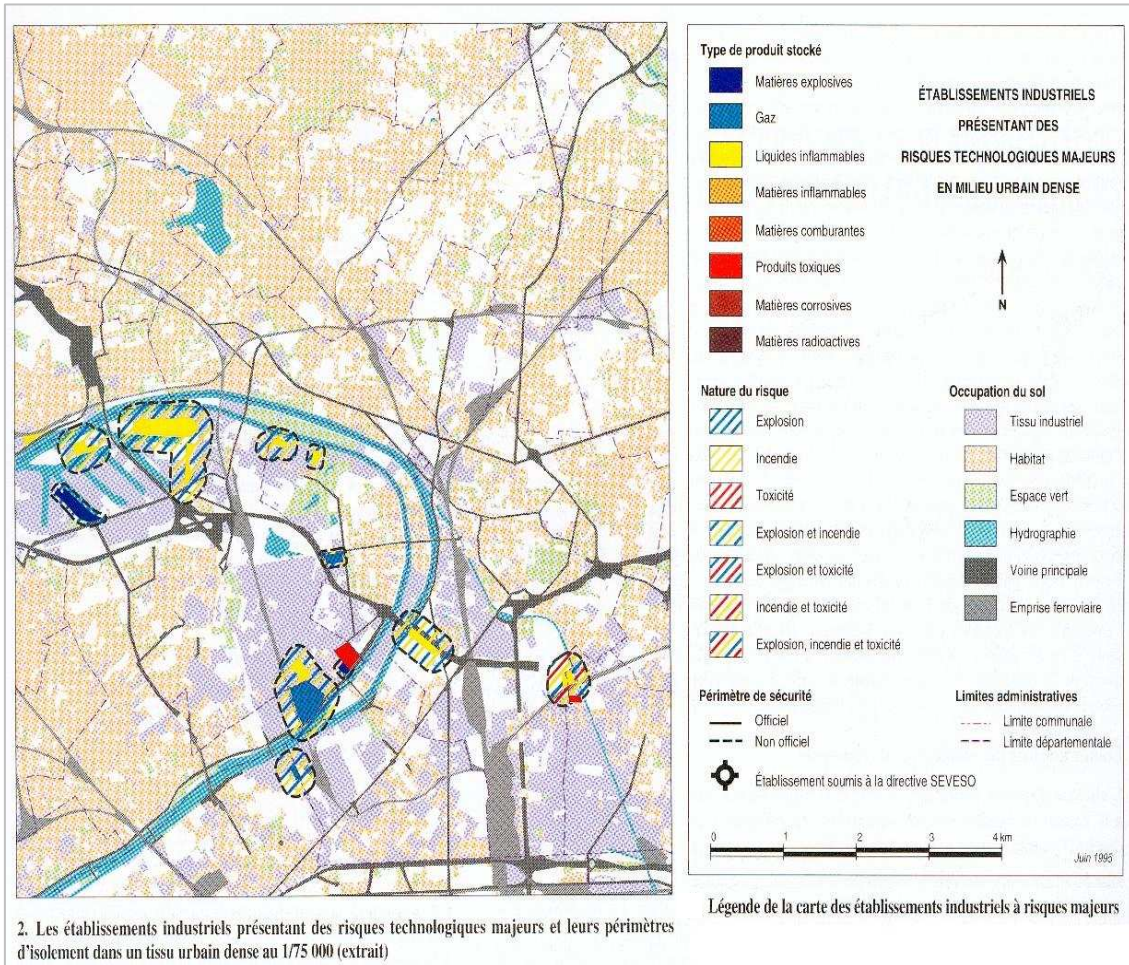 Type de produit stocké
Matières explosives
Gaz
Liquides inflammables
Matières inflammables
Matières comburantes
Produits toxiques
Matières corrosives
Matières radioactives
ÉTABLISSEMENTS INDUSTRIELS
PRÉSENTANT DES
RISQUES TECHNOLOGIQUES MAJEURS
EN MILIEU URBAIN DENSE
N
Nature du risque
Explosion
Incendie
Toxicité
Explosion et incendie
Explosion et toxicité
Incendie et toxicité
Explosion, incendie et toxicité
Occupation du sol
Tissu industriel
Habitat
Espace vert
Hydrographie
Voirie principale
Emprise ferroviaire
Périmètre de sécurité
Officiel
Non officiel
Établissement soumis à la directive SEVESO
Limites administratives
Limite communale
Limite départementale
0 1 2 3 4 km
Juin 1995
2. Les établissements industriels présentant des risques technologiques majeurs et leurs périmètres
d'isolement dans un tissu urbain dense au 1/75 000 (extrait)
Légende de la carte des établissements industriels à risques majeurs